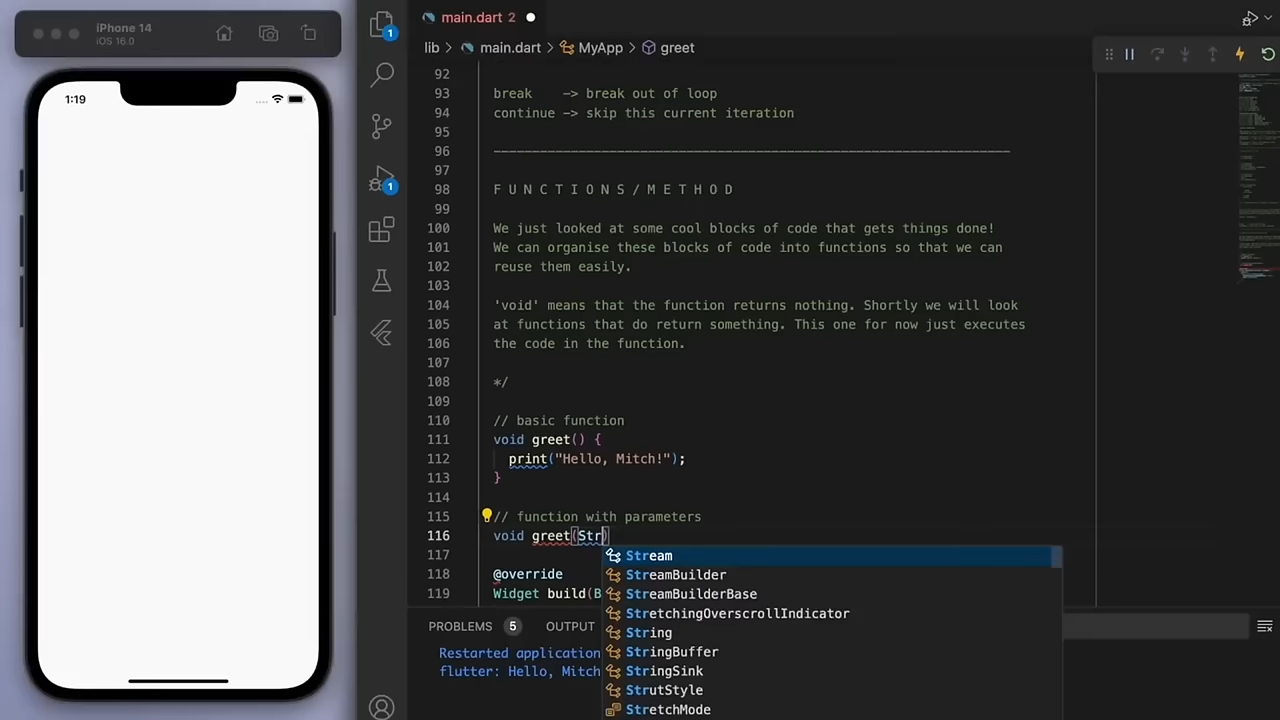 iPhone 14
iOS 16.0
1:19
1
1
main.dart 2
lib > main.dart > MyApp > greet
92
93 break -> break out of loop
94 continue -> skip this current iteration
95
96 ----------------------------------------------------------------
97
98 F U N C T I O N S / M E T H O D
99
100 We just looked at some cool blocks of code that gets things done!
101 We can organise these blocks of code into functions so that we can
102 reuse them easily.
103
104 'void' means that the function returns nothing. Shortly we will look
105 at functions that do return something. This one for now just executes
106 the code in the function.
107
108 */
109
110 // basic function
111 void greet() {
112 print("Hello, Mitch!");
113 }
114
115 // function with parameters
116 void greet(Str)
117
118 @override
119 Widget build(B
Stream
StreamBuilder
StreamBuilderBase
StretchingOverscrollIndicator
String
StringBuffer
StringSink
StrutStyle
StretchMode
PROBLEMS 5 OUTPUT
Restarted application
flutter: Hello, Mitch